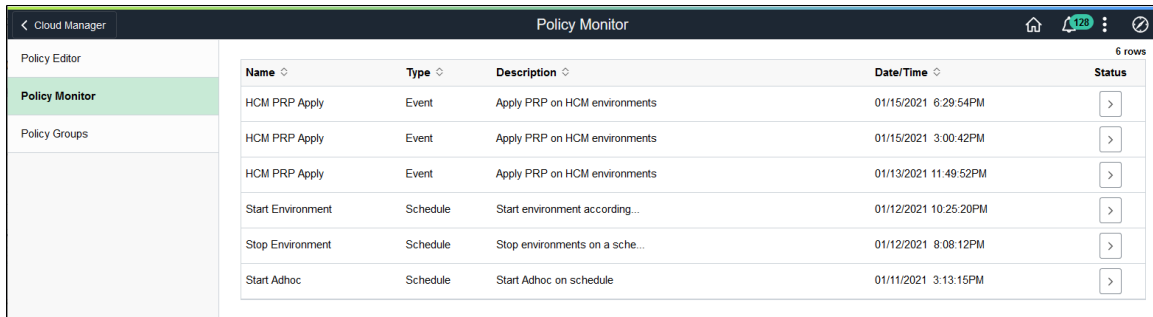 Cloud Manager
Policy Monitor
128
Policy Editor
Policy Monitor
Policy Groups
6 rows
Name Type Description Date/Time Status
HCM PRP Apply Event Apply PRP on HCM environments 01/15/2021 6:29:54PM
HCM PRP Apply Event Apply PRP on HCM environments 01/15/2021 3:00:42PM
HCM PRP Apply Event Apply PRP on HCM environments 01/13/2021 11:49:52PM
Start Environment Schedule Start environment according... 01/12/2021 10:25:20PM
Stop Environment Schedule Stop environments on a sche... 01/12/2021 8:08:12PM
Start Adhoc Schedule Start Adhoc on schedule 01/11/2021 3:13:15PM